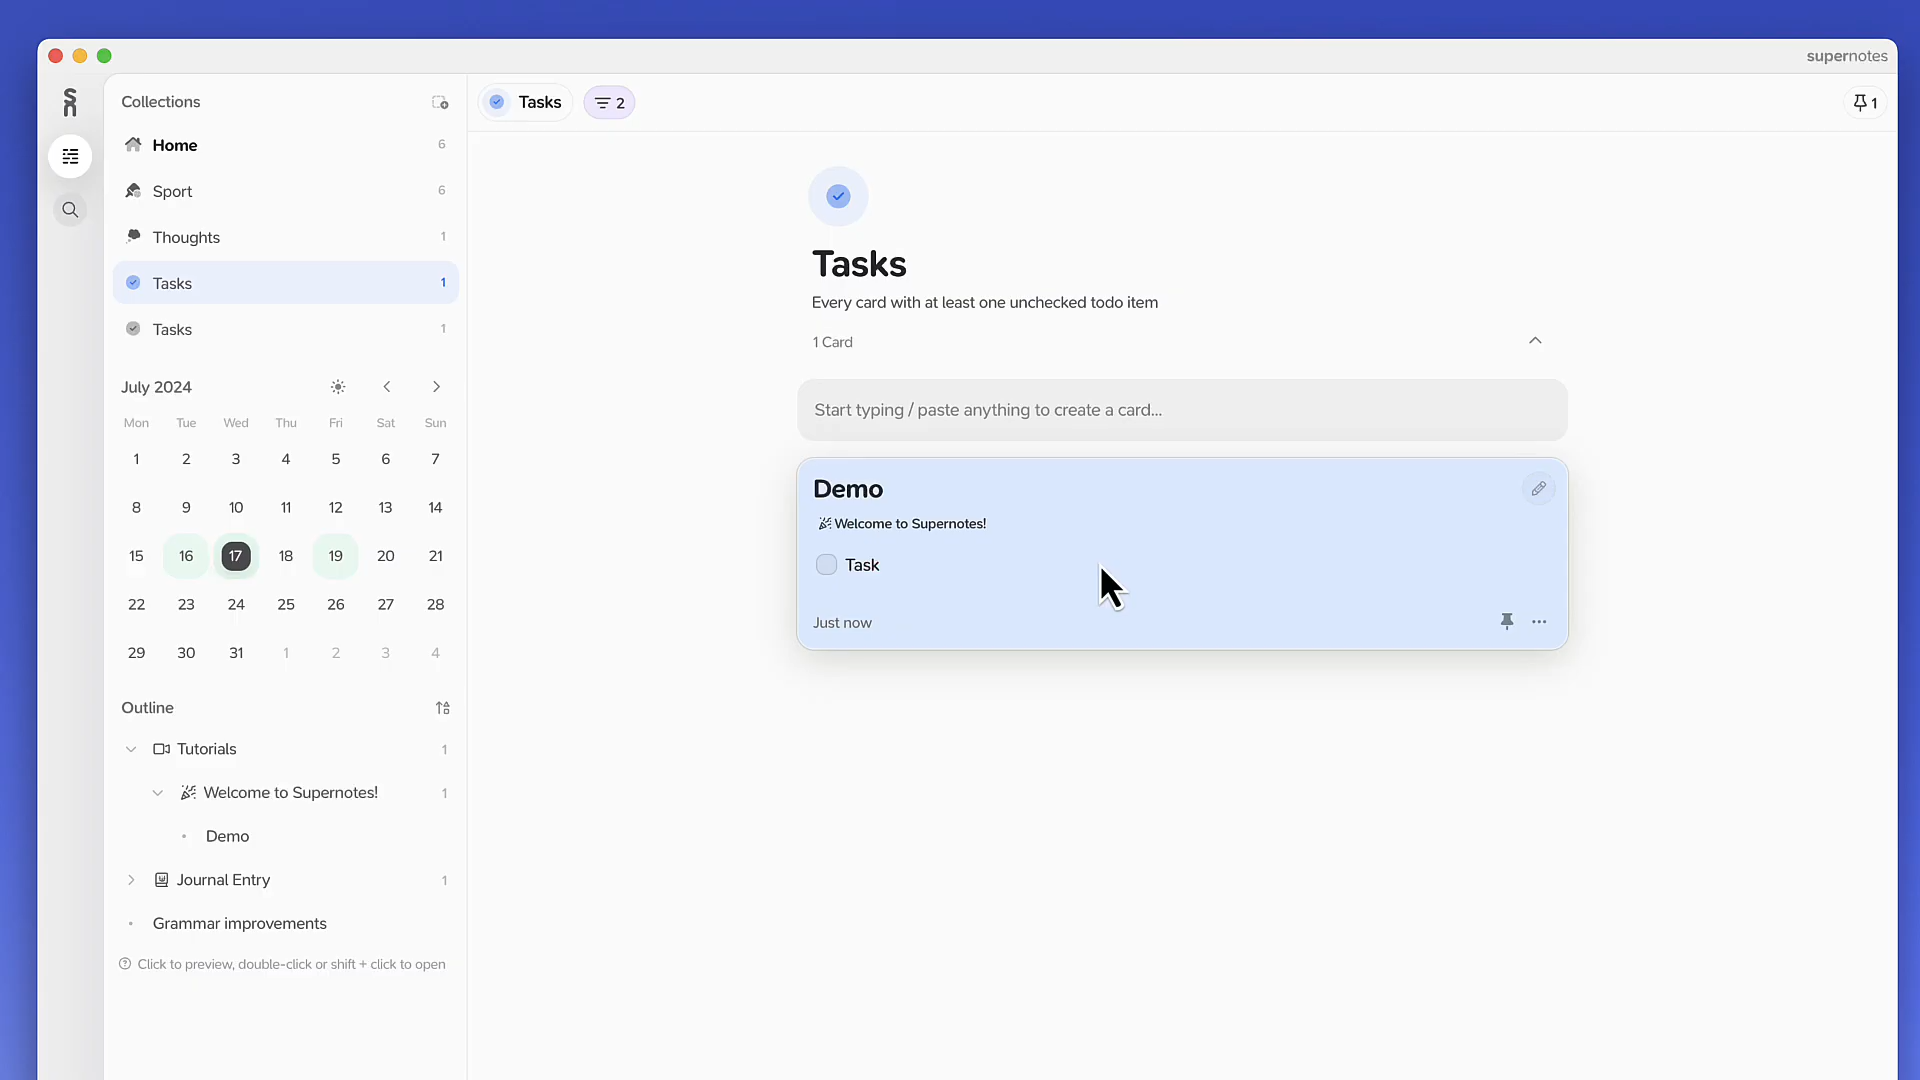 supernotes
Collections
Home 6
Sport 6
Thoughts 1
Tasks 1
Tasks 1
July 2024
Mon Tue Wed Thu Fri Sat Sun
1 2 3 4 5 6 7
8 9 10 11 12 13 14
15 16 17 18 19 20 21
22 23 24 25 26 27 28
29 30 31 1 2 3 4
Outline
Tutorials 1
Welcome to Supernotes! 1
Demo
Journal Entry 1
Grammar improvements
Click to preview, double-click or shift + click to open
Tasks 2
1
Tasks
Every card with at least one unchecked todo item
1 Card
Start typing / paste anything to create a card...
Demo
Welcome to Supernotes!
Task
Just now